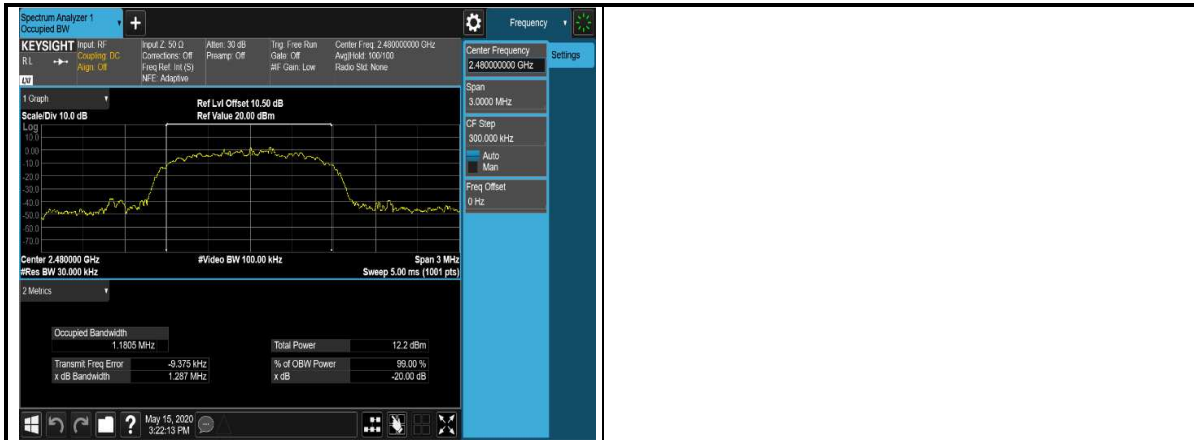 Spectrum Analyzer 1
Occupied BW
+
Frequency
KEYSIGHT
R L
LXI
Input: RF
Coupling: DC
Align: Off
Input Z: 50 Ω
Corrections: Off
Freq Ref: Int (S)
NFE: Adaptive
Atten: 30 dB
Preamp: Off
Trig: Free Run
Gate: Off
#IF Gain: Low
Center Freq: 2.480000000 GHz
Avg|Hold: 100/100
Radio Std: None
Center Frequency
2.480000000 GHz
Settings
Span
3.0000 MHz
CF Step
300.000 kHz
Auto
Man
Freq Offset
0 Hz
1 Graph
Scale/Div 10.0 dB
Ref Lvl Offset 10.50 dB
Ref Value 20.00 dBm
Log
10.0
0.00
-10.0
-20.0
-30.0
-40.0
-50.0
-60.0
-70.0
Center 2.480000 GHz
#Res BW 30.000 kHz
#Video BW 100.00 kHz
Span 3 MHz
Sweep 5.00 ms (1001 pts)
2 Metrics
Occupied Bandwidth
1.1805 MHz
Total Power 12.2 dBm
Transmit Freq Error -9.375 kHz
% of OBW Power 99.00 %
x dB Bandwidth 1.287 MHz
x dB -20.00 dB
?
May 15, 2020
3:22:13 PM